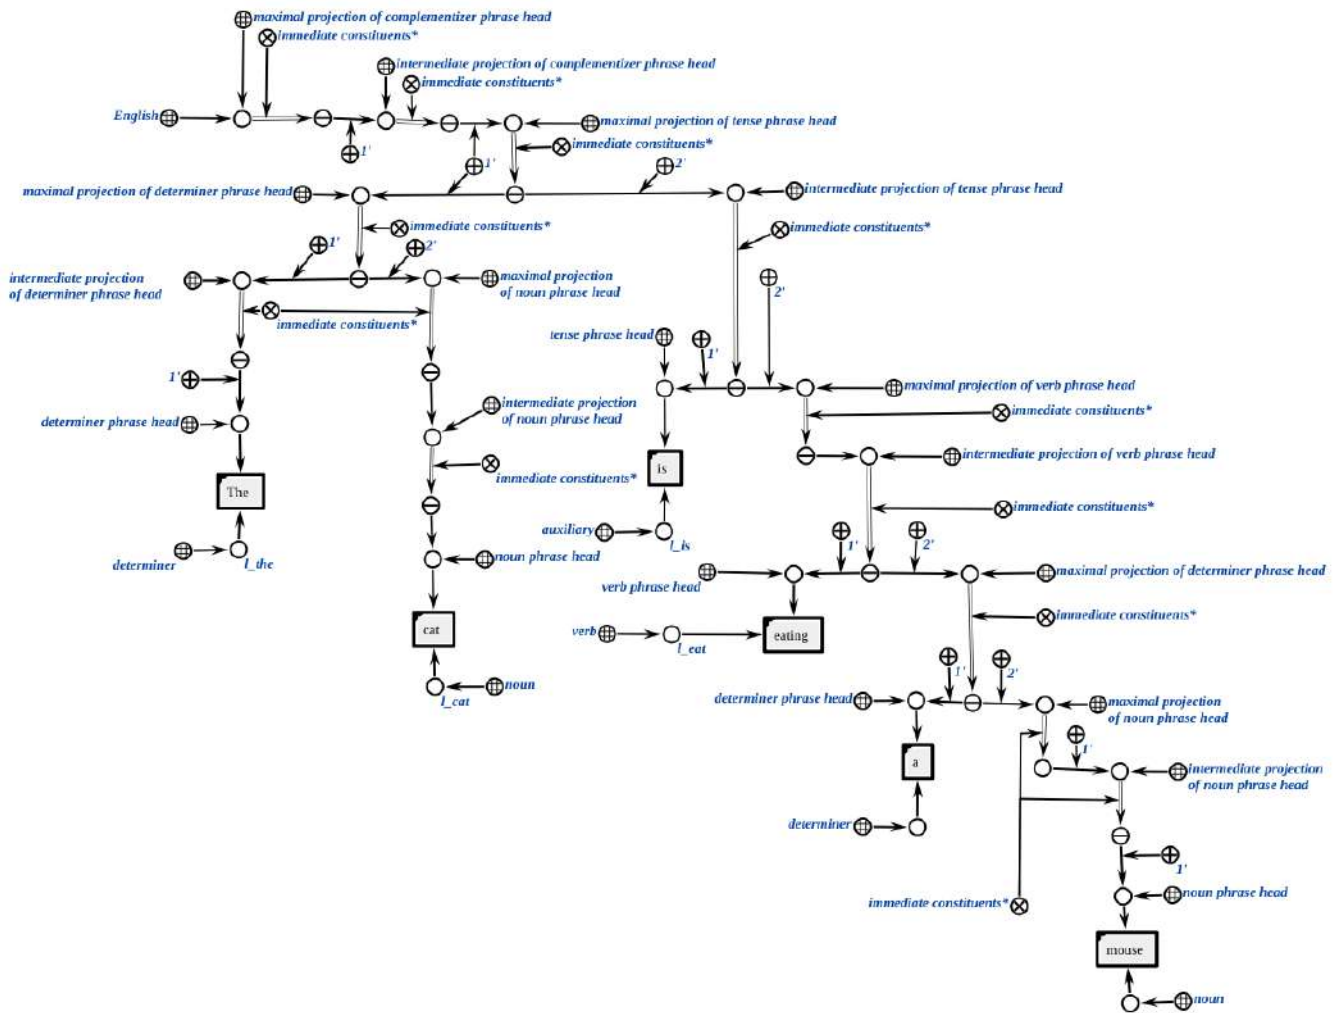 maximal projection of complementizer phrase head
immediate constituents*
intermediate projection of complementizer phrase head
immediate constituents*
English
maximal projection of tense phrase head
1'
immediate constituents*
1'
2'
maximal projection of determiner phrase head
intermediate projection of tense phrase head
immediate constituents*
immediate constituents*
1'
2'
intermediate projection
of determiner phrase head
maximal projection
of noun phrase head
2'
immediate constituents*
tense phrase head
1'
1'
maximal projection of verb phrase head
intermediate projection
of noun phrase head
immediate constituents*
determiner phrase head
intermediate projection of verb phrase head
is
immediate constituents*
The
immediate constituents*
auxiliary
l_is
1'
2'
determiner
l_the
noun phrase head
verb phrase head
maximal projection of determiner phrase head
immediate constituents*
cat
verb
l_eat
eating
1'
2'
noun
l_cat
determiner phrase head
maximal projection
of noun phrase head
1'
a
intermediate projection
of noun phrase head
determiner
1'
noun phrase head
immediate constituents*
mouse
noun